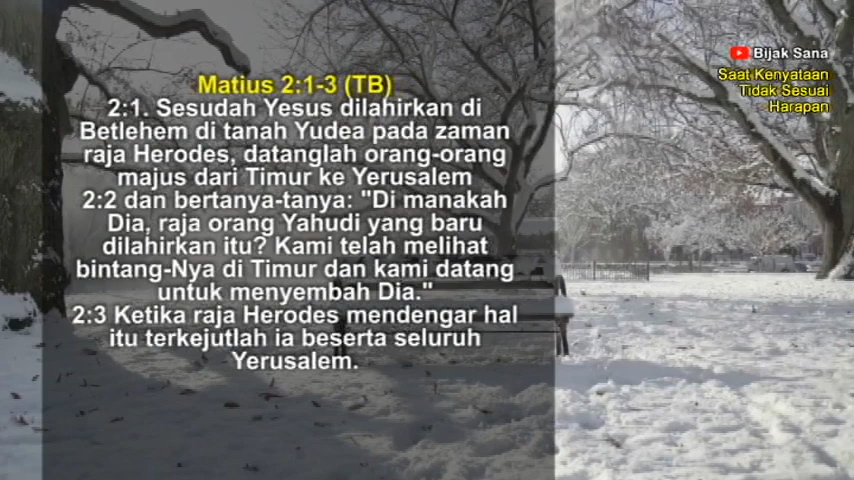 Matius 2:1-3 (TB)
2:1. Sesudah Yesus dilahirkan di
Betlehem di tanah Yudea pada zaman
raja Herodes, datanglah orang-orang
majus dari Timur ke Yerusalem
2:2 dan bertanya-tanya: "Di manakah
Dia, raja orang Yahudi yang baru
dilahirkan itu? Kami telah melihat
bintang-Nya di Timur dan kami datang
untuk menyembah Dia."
2:3 Ketika raja Herodes mendengar hal
itu terkejutlah ia beserta seluruh
Yerusalem.
Bijak Sana
Saat Kenyataan
Tidak Sesuai
Harapan